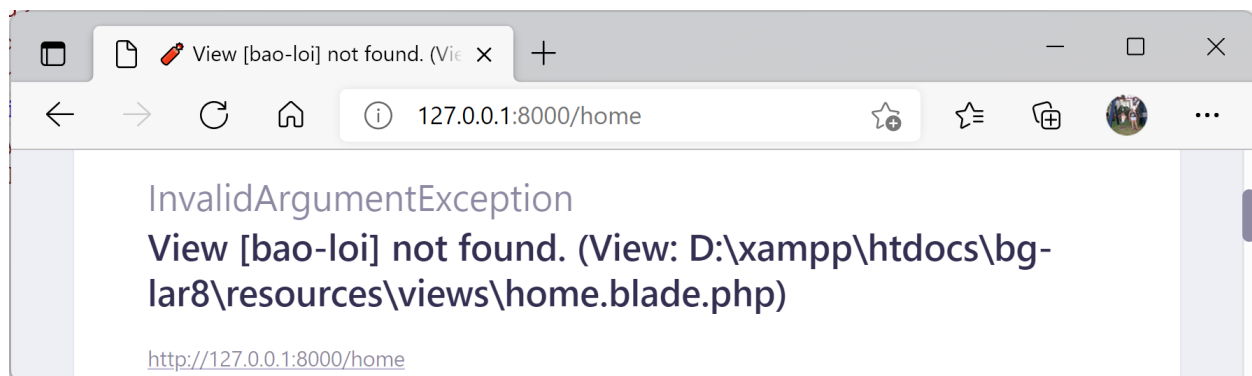 View [bao-loi] not found. (Vie
127.0.0.1:8000/home
InvalidArgumentException
View [bao-loi] not found. (View: D:\xampp\htdocs\bg-
lar8\resources\views\home.blade.php)
http://127.0.0.1:8000/home